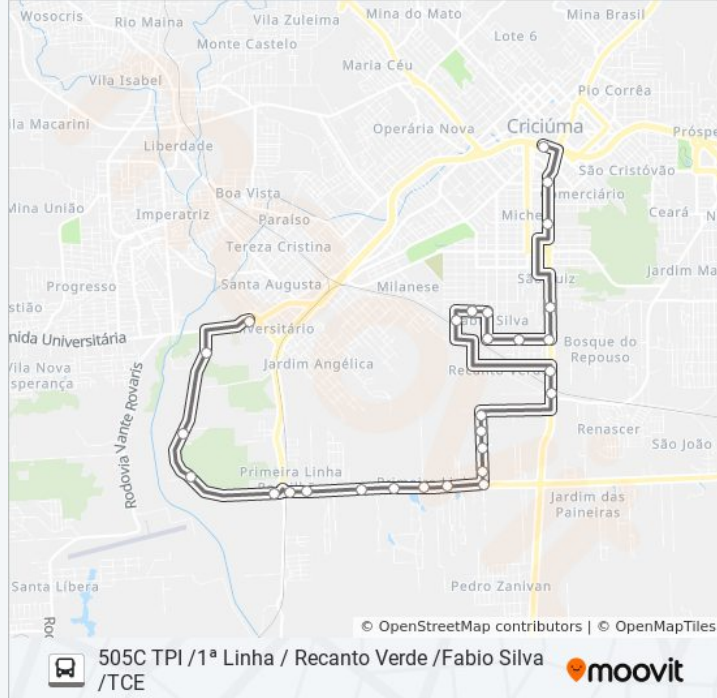 Wosocris
Rio Maina
Vila Zuleima
Mina do Mato
Mina Brasil
Monte Castelo
Lote 6
Maria Céu
Vila Isabel
Pio Corrêa
ila Macarini
Operária Nova
Criciúma
Próspe
Liberdade
São Cristóvão
Boa Vista
omerciário
Mina União
Imperatriz
Paraíso
Miche
Ceará
Tereza Cristina
Progresso
Santa Augusta
Milanese
São Luiz
Jardim Ma
stião
nida Universitária
iversitário
Silva
Bosque do
Repouso
Vila Nova
sperança
Jardim Angélica
Recanto Verde
Rodovia Vante Rovaris
Renascer
São João
Primeira Linha
Jardim das
Paineiras
Santa Líbera
Pedro Zanivan
Roc
© OpenStreetMap contributors | © OpenMapTiles
505C TPI /1ª Linha / Recanto Verde /Fabio Silva
/TCE
moovit